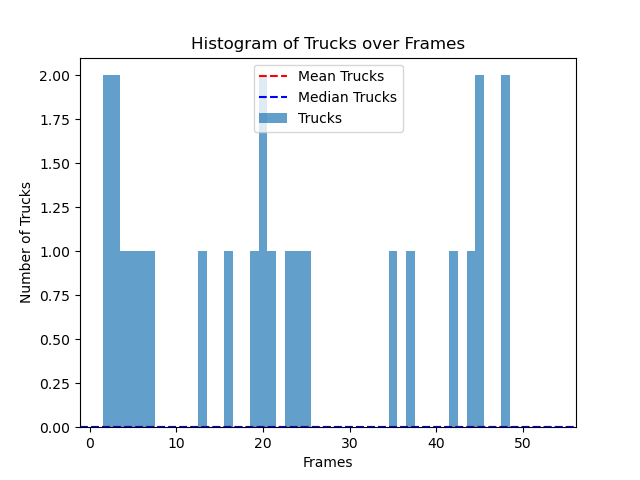 Histogram of Trucks over Frames
Mean Trucks
Median Trucks
Trucks
Number of Trucks
2.00
1.75
1.50
1.25
1.00
0.75
0.50
0.25
0.00
0 10 20 30 40 50
Frames